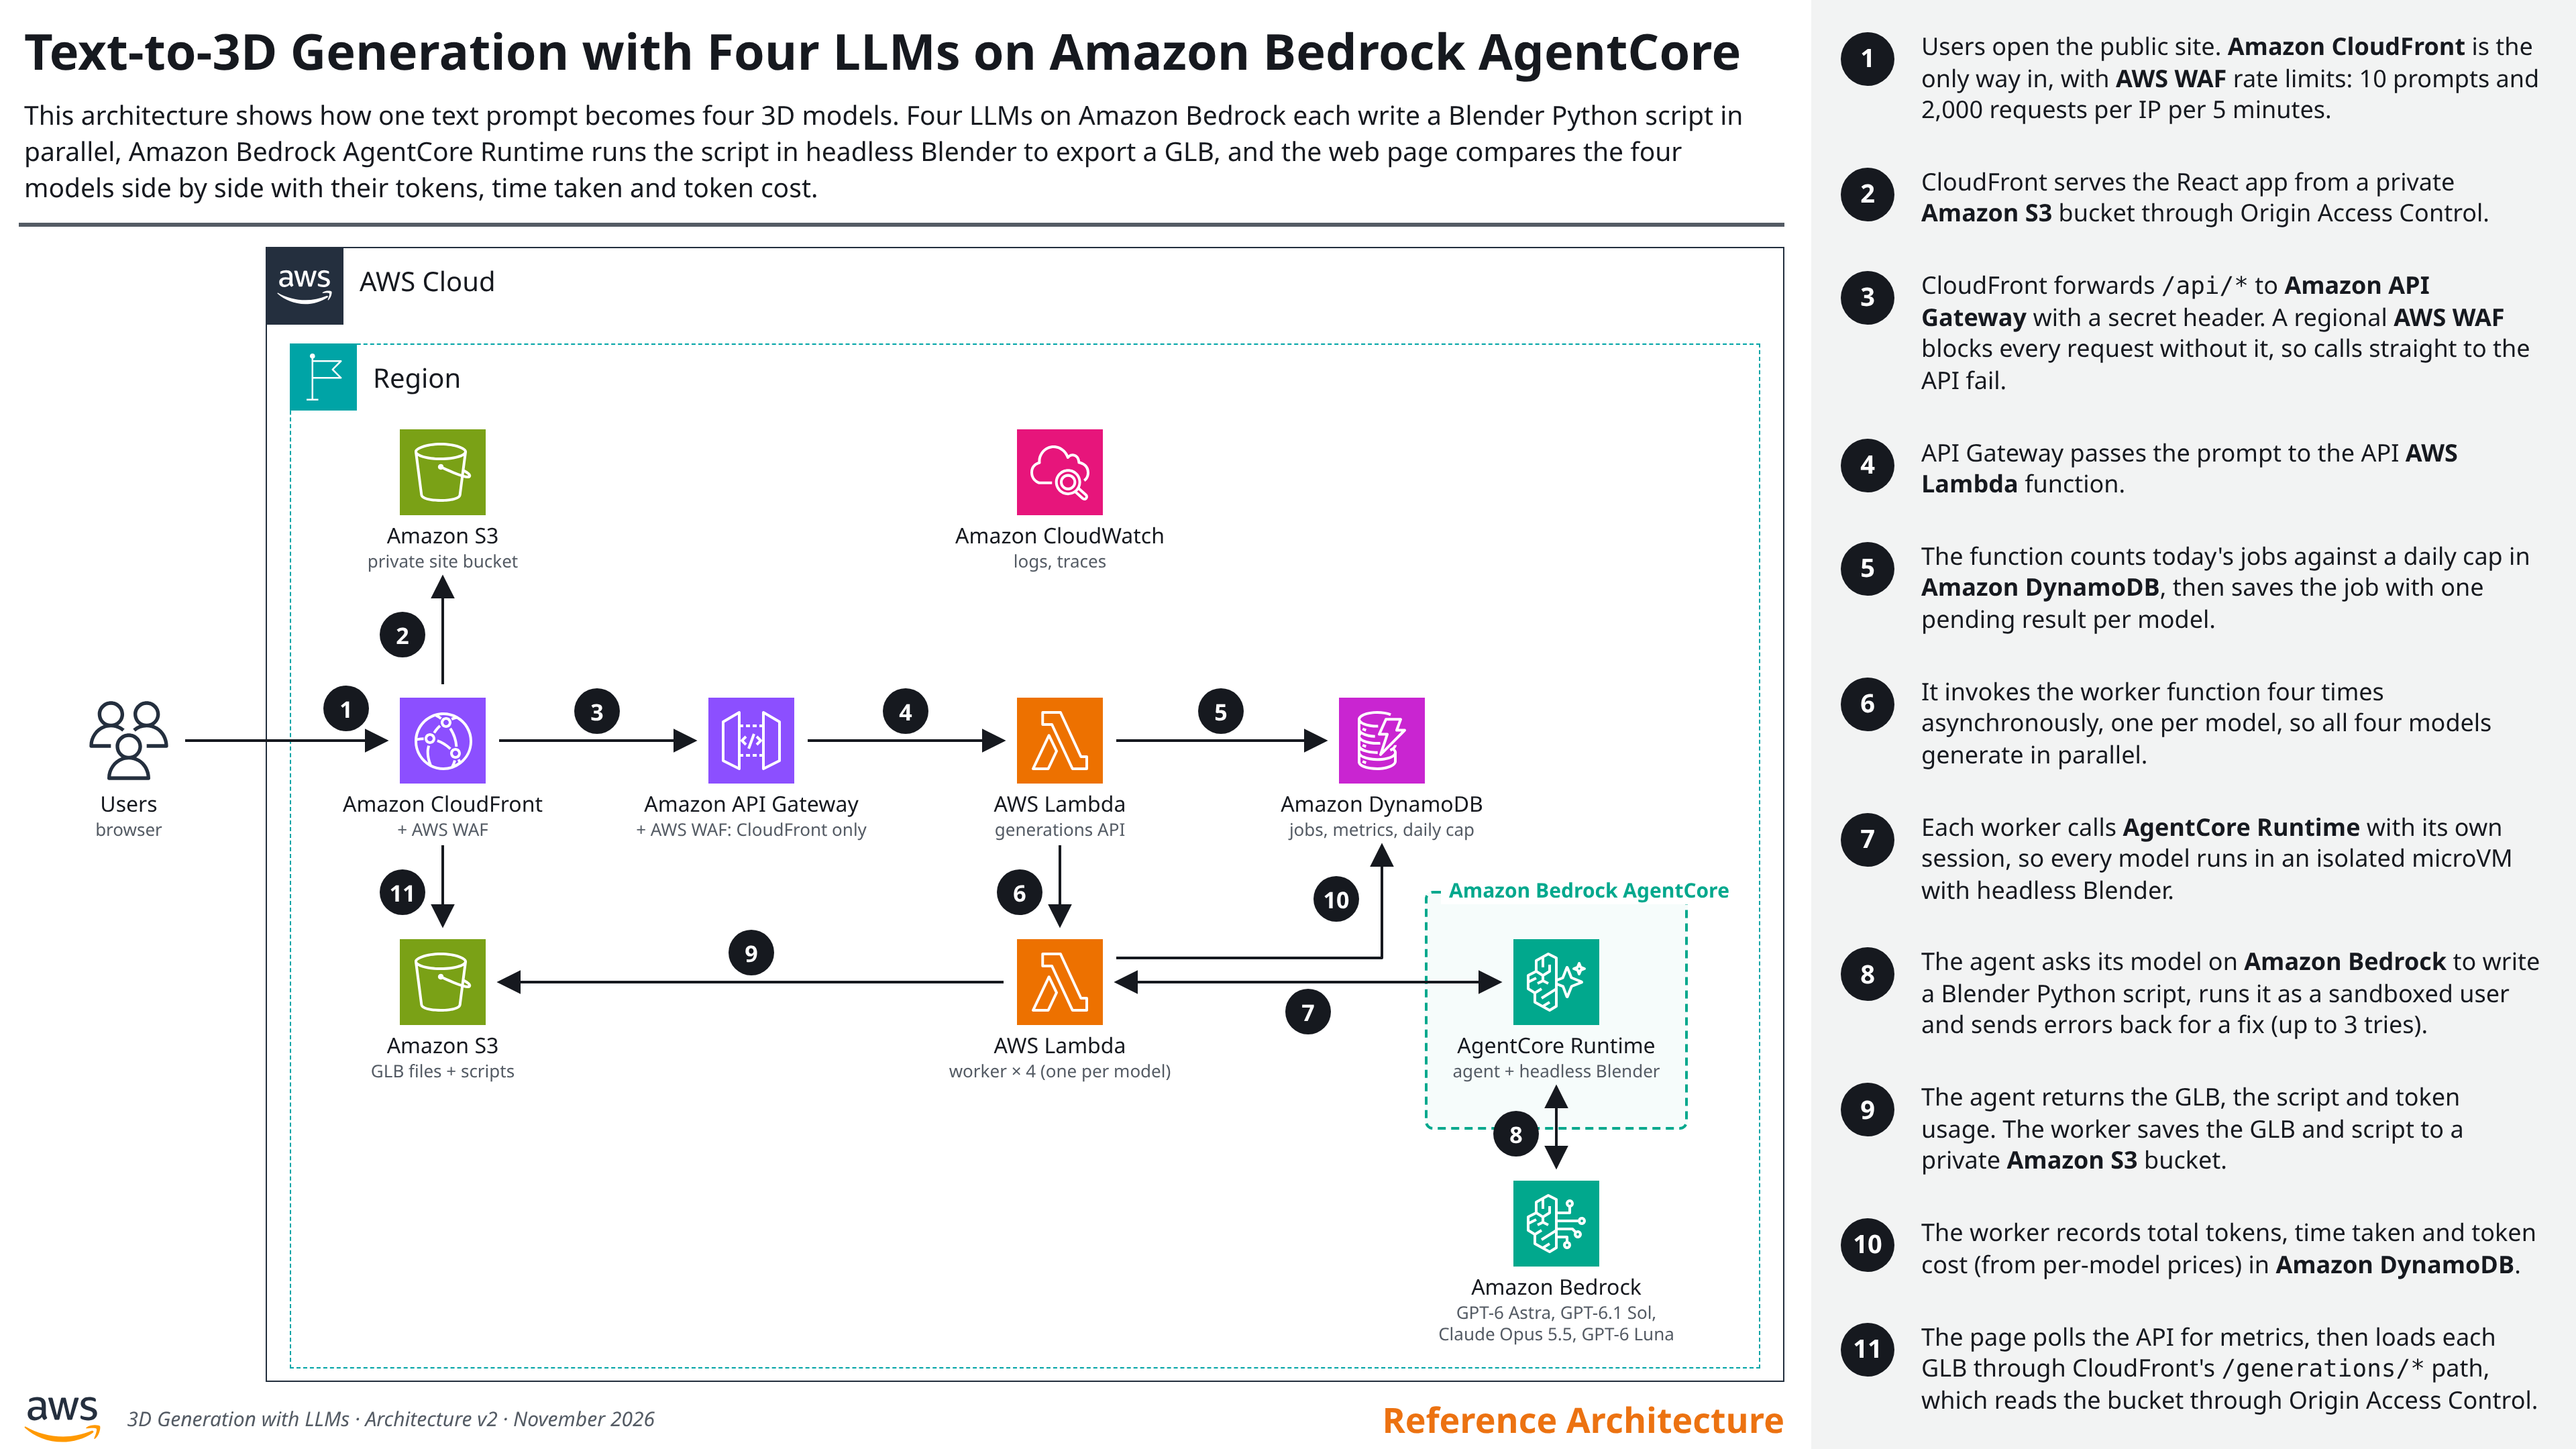 Text-to-3D Generation with Four LLMs on Amazon Bedrock AgentCore
This architecture shows how one text prompt becomes four 3D models. Four LLMs on Amazon Bedrock each write a Blender Python script in
parallel, Amazon Bedrock AgentCore Runtime runs the script in headless Blender to export a GLB, and the web page compares the four
models side by side with their tokens, time taken and token cost.
aws
AWS Cloud
Region
Amazon S3
private site bucket
Amazon CloudWatch
logs, traces
2
1
3
4
5
Users
browser
Amazon CloudFront
+ AWS WAF
Amazon API Gateway
+ AWS WAF: CloudFront only
AWS Lambda
generations API
Amazon DynamoDB
jobs, metrics, daily cap
11
6
10
Amazon Bedrock AgentCore
9
7
Amazon S3
GLB files + scripts
AWS Lambda
worker × 4 (one per model)
AgentCore Runtime
agent + headless Blender
8
Amazon Bedrock
GPT-6 Astra, GPT-6.1 Sol,
Claude Opus 5.5, GPT-6 Luna
aws
3D Generation with LLMs · Architecture v2 · November 2026
Reference Architecture
1
Users open the public site. Amazon CloudFront is the
only way in, with AWS WAF rate limits: 10 prompts and
2,000 requests per IP per 5 minutes.
2
CloudFront serves the React app from a private
Amazon S3 bucket through Origin Access Control.
3
CloudFront forwards /api/* to Amazon API
Gateway with a secret header. A regional AWS WAF
blocks every request without it, so calls straight to the
API fail.
4
API Gateway passes the prompt to the API AWS
Lambda function.
5
The function counts today's jobs against a daily cap in
Amazon DynamoDB, then saves the job with one
pending result per model.
6
It invokes the worker function four times
asynchronously, one per model, so all four models
generate in parallel.
7
Each worker calls AgentCore Runtime with its own
session, so every model runs in an isolated microVM
with headless Blender.
8
The agent asks its model on Amazon Bedrock to write
a Blender Python script, runs it as a sandboxed user
and sends errors back for a fix (up to 3 tries).
9
The agent returns the GLB, the script and token
usage. The worker saves the GLB and script to a
private Amazon S3 bucket.
10
The worker records total tokens, time taken and token
cost (from per-model prices) in Amazon DynamoDB.
11
The page polls the API for metrics, then loads each
GLB through CloudFront's /generations/* path,
which reads the bucket through Origin Access Control.